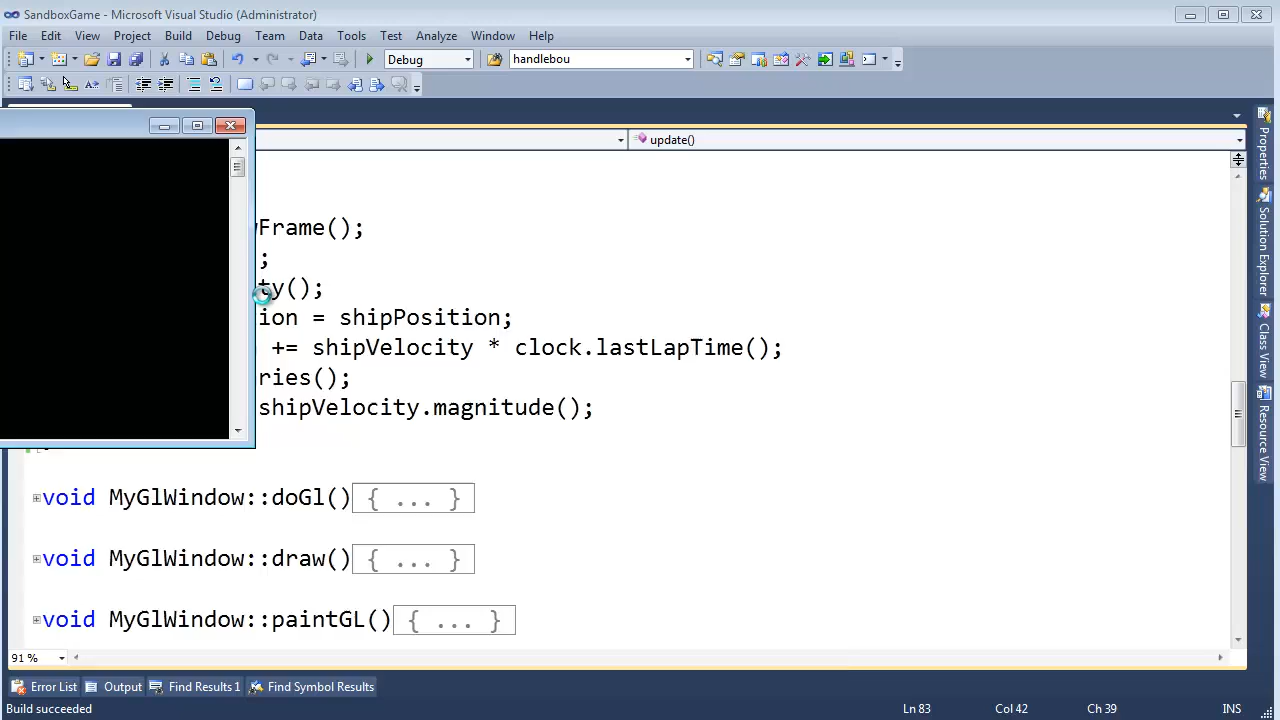 SandboxGame - Microsoft Visual Studio (Administrator)
File Edit View Project Build Debug Team Data Tools Test Analyze Window Help
Debug handlebou
update()
Frame();
;
ty();
ion = shipPosition;
+= shipVelocity * clock.lastLapTime();
ries();
shipVelocity.magnitude();
void MyGlWindow::doGl(){ ... }
void MyGlWindow::draw(){ ... }
void MyGlWindow::paintGL(){ ... }
91 %
Error List Output Find Results 1 Find Symbol Results
Build succeeded Ln 83 Col 42 Ch 39 INS
Properties
Solution Explorer
Class View
Resource View